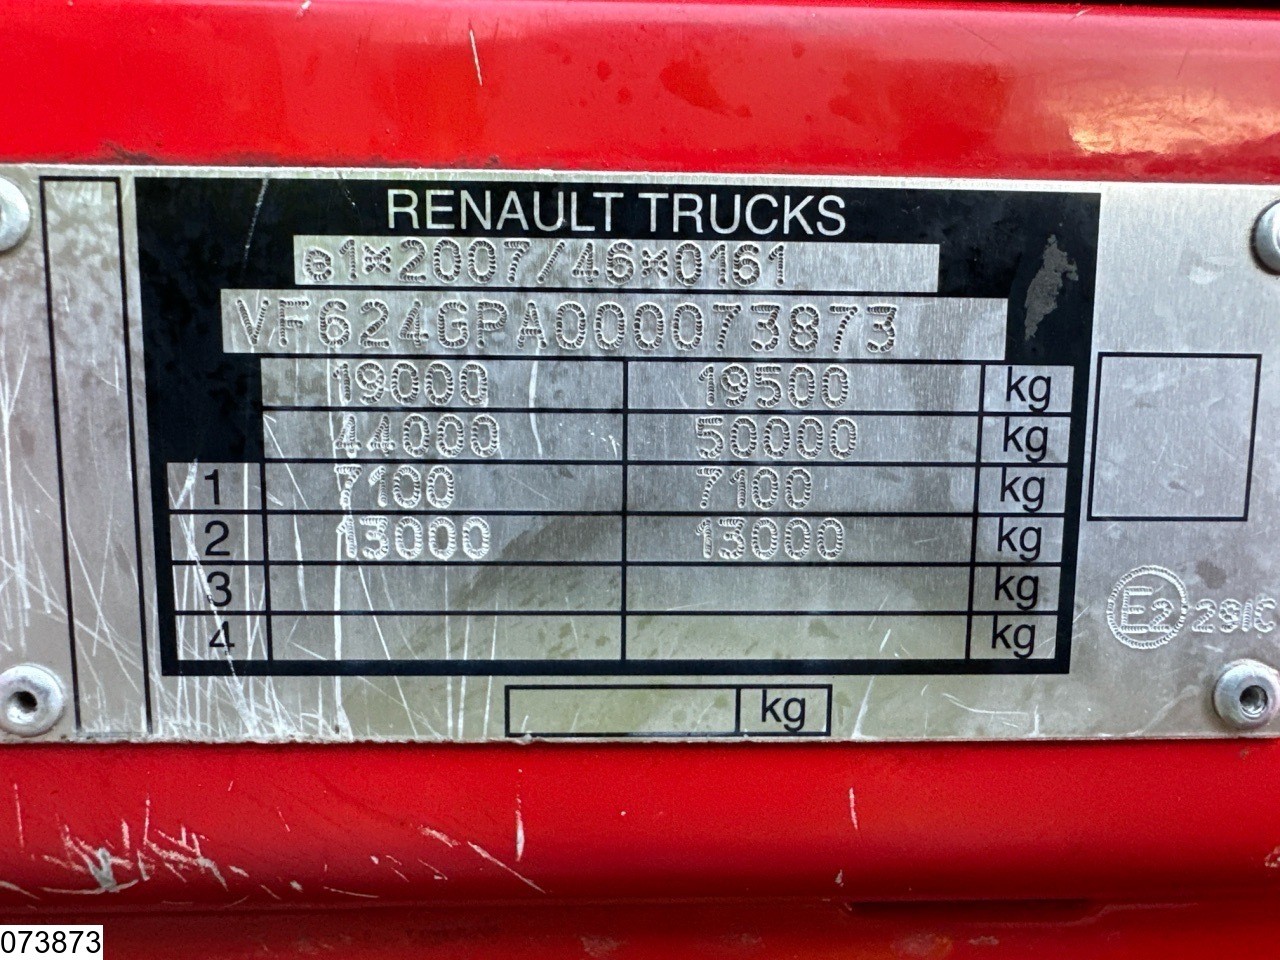 RENAULT TRUCKS
e1*2007/46*0161
VF624GPA000073873
19000 19500 kg
44000 50000 kg
1 7100 7100 kg
2 13000 13000 kg
3 kg
4 kg
E2
kg
073873